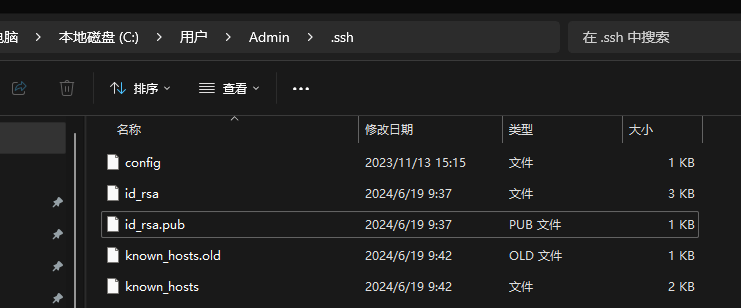 脑 > 本地磁盘 (C:) > 用户 > Admin > .ssh
在 .ssh 中搜索
排序 查看 •••
名称 修改日期 类型 大小
config 2023/11/13 15:15 文件 1 KB
id_rsa 2024/6/19 9:37 文件 3 KB
id_rsa.pub 2024/6/19 9:37 PUB 文件 1 KB
known_hosts.old 2024/6/19 9:42 OLD 文件 1 KB
known_hosts 2024/6/19 9:42 文件 2 KB